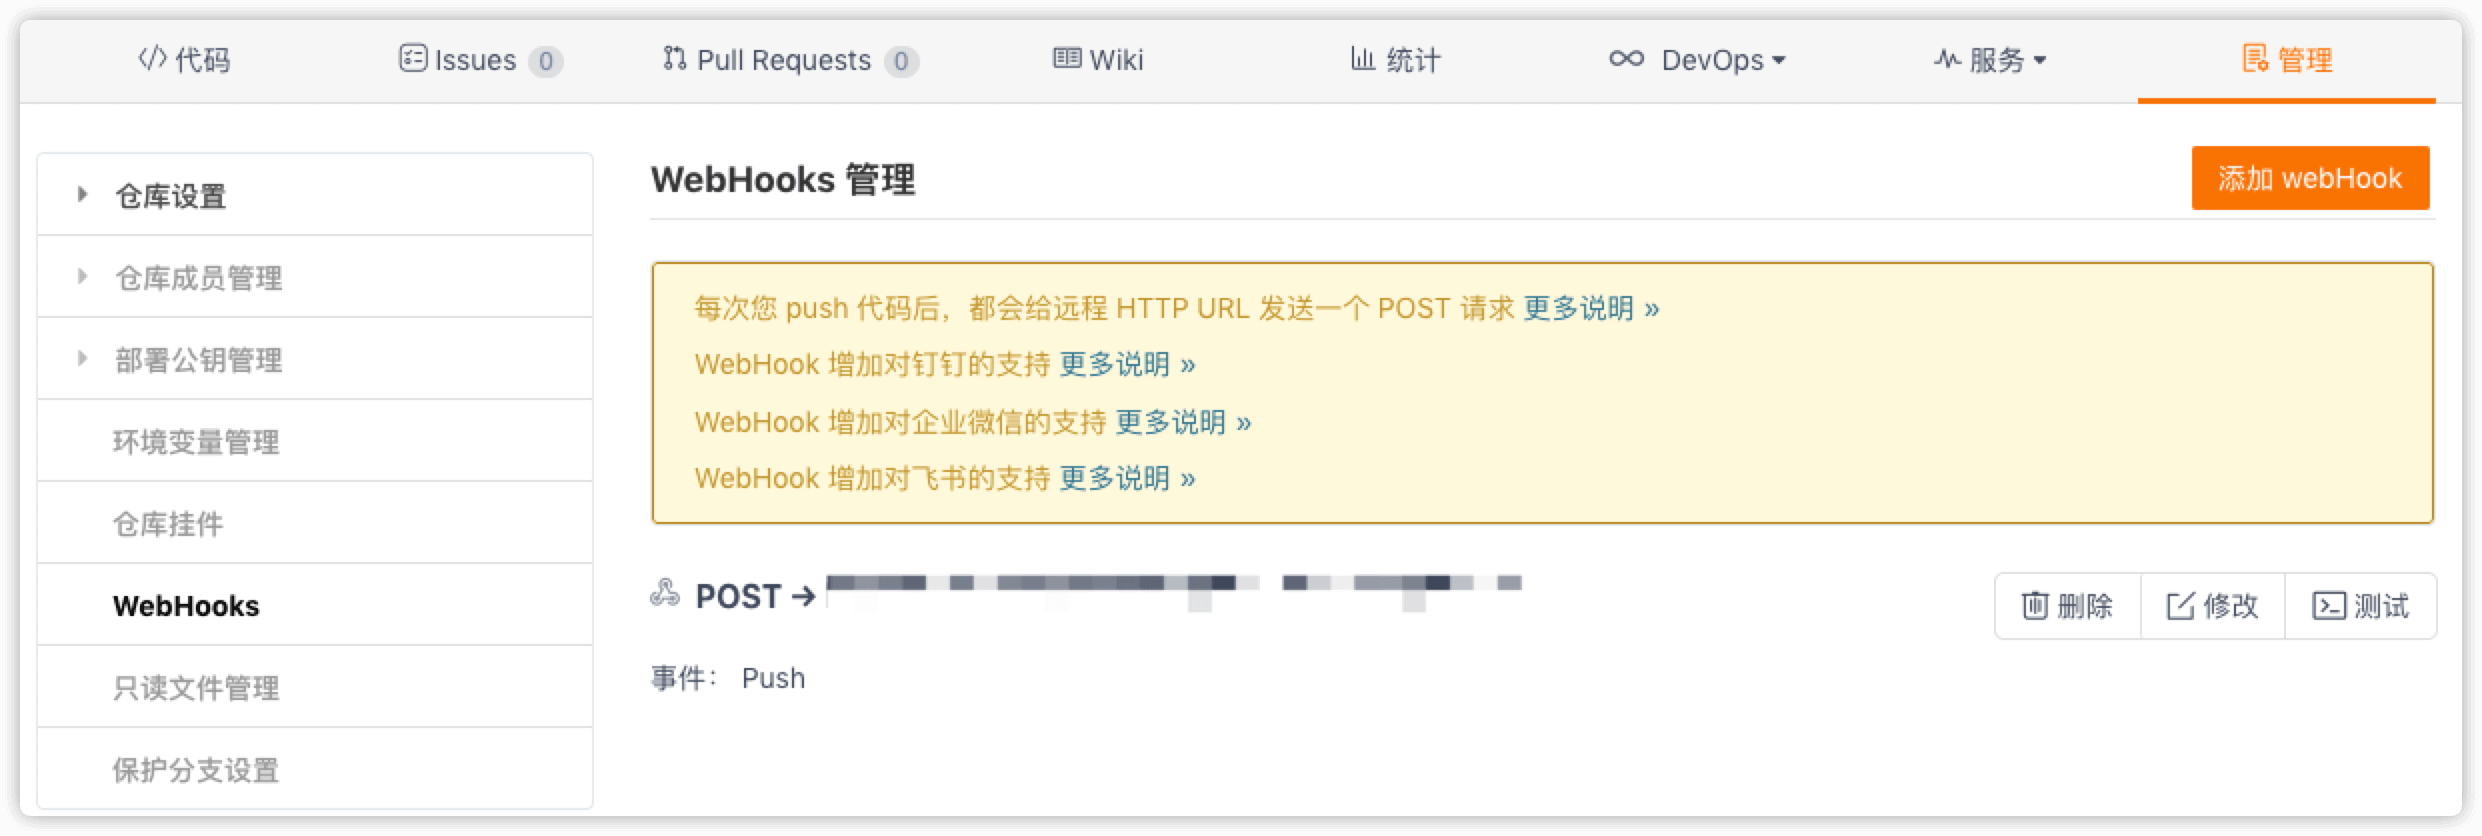 代码
Issues 0
Pull Requests 0
Wiki
统计
DevOps
服务
管理
仓库设置
仓库成员管理
部署公钥管理
环境变量管理
仓库挂件
WebHooks
只读文件管理
保护分支设置
WebHooks 管理
添加 webHook
每次您 push 代码后，都会给远程 HTTP URL 发送一个 POST 请求 更多说明 »
WebHook 增加对钉钉的支持 更多说明 »
WebHook 增加对企业微信的支持 更多说明 »
WebHook 增加对飞书的支持 更多说明 »
POST →
删除
修改
测试
事件： Push